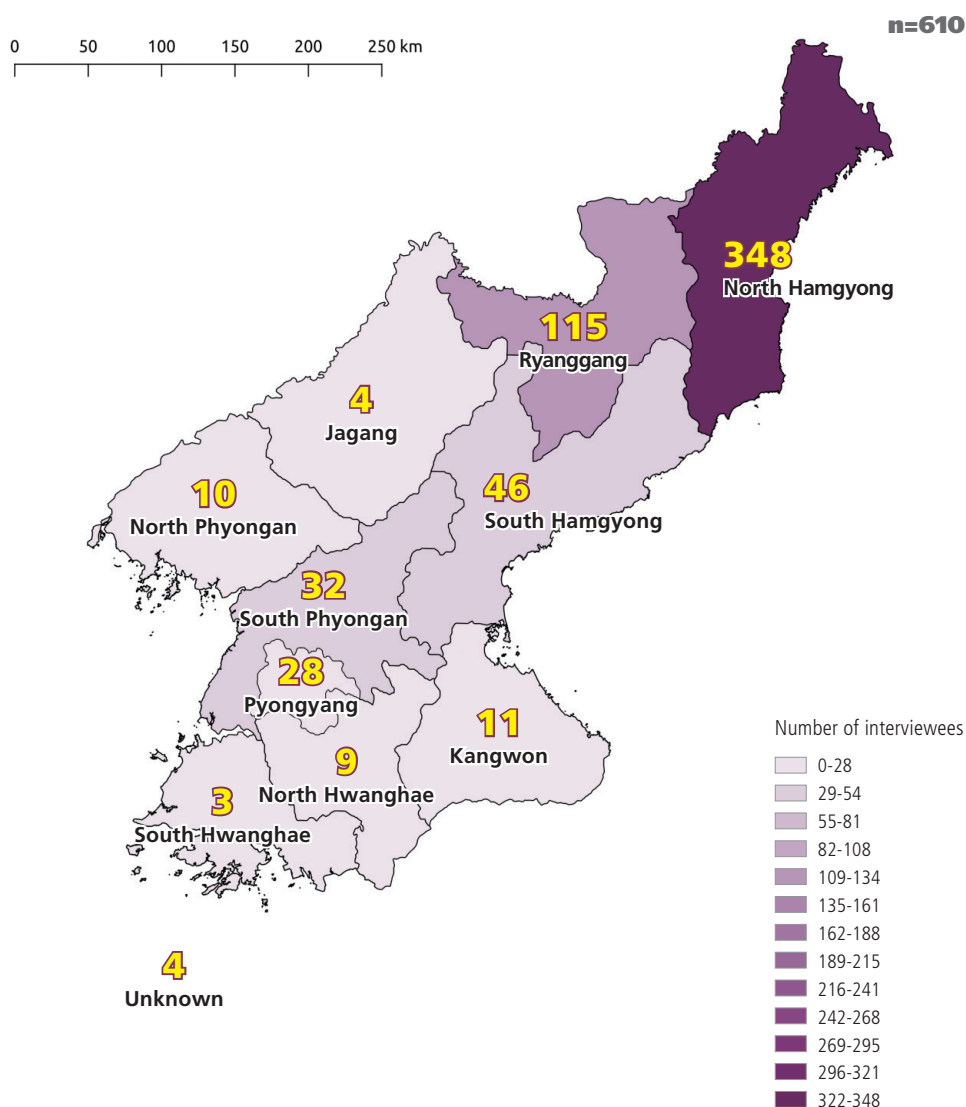 n=610
0 50 100 150 200 250 km
348
North Hamgyong
115
Ryanggang
4
Jagang
10
North Phyongan
46
South Hamgyong
32
South Phyongan
28
Pyongyang
11
Kangwon
9
North Hwanghae
3
South Hwanghae
4
Unknown
Number of interviewees
0-28
29-54
55-81
82-108
109-134
135-161
162-188
189-215
216-241
242-268
269-295
296-321
322-348